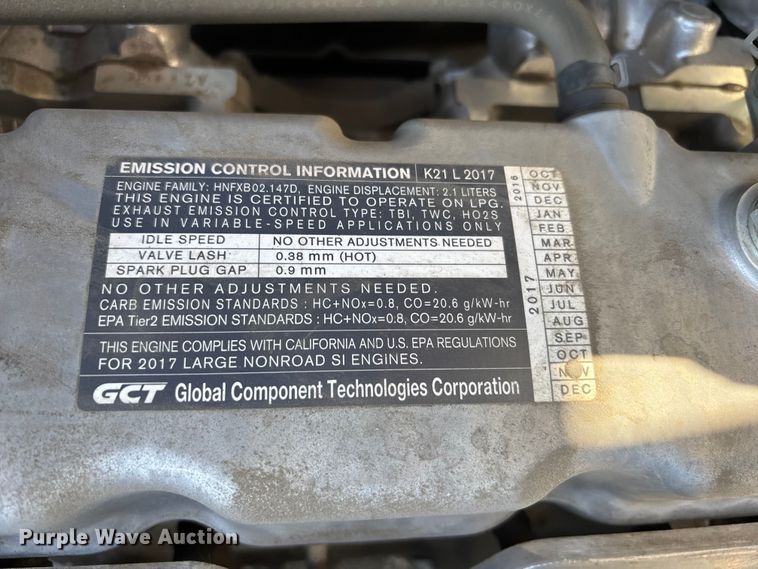 EMISSION CONTROL INFORMATION K21 L 2017
ENGINE FAMILY: HNFXB02.147D, ENGINE DISPLACEMENT: 2.1 LITERS
THIS ENGINE IS CERTIFIED TO OPERATE ON LPG.
EXHAUST EMISSION CONTROL TYPE: TBI, TWC, HO2S
USE IN VARIABLE-SPEED APPLICATIONS ONLY
IDLE SPEED NO OTHER ADJUSTMENTS NEEDED
VALVE LASH 0.38 mm (HOT)
SPARK PLUG GAP 0.9 mm
NO OTHER ADJUSTMENTS NEEDED.
CARB EMISSION STANDARDS : HC+NOx=0.8, CO=20.6 g/kW-hr
EPA Tier2 EMISSION STANDARDS : HC+NOx=0.8, CO=20.6 g/kW-hr
THIS ENGINE COMPLIES WITH CALIFORNIA AND U.S. EPA REGULATIONS
FOR 2017 LARGE NONROAD SI ENGINES.
GCT Global Component Technologies Corporation
2016
OCT
NOV
DEC
2017
JAN
FEB
MAR
APR
MAY
JUN
JUL
AUG
SEP
OCT
NOV
DEC
Purple Wave Auction